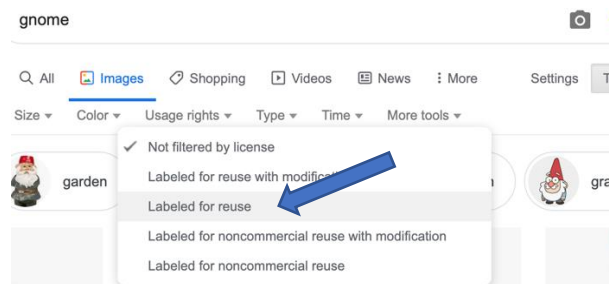 gnome
All Images Shopping Videos News More Settings
Size Color Usage rights Type Time More tools
Not filtered by license
garden
Labeled for reuse with
Labeled for reuse
Labeled for noncommercial reuse with modification
Labeled for noncommercial reuse